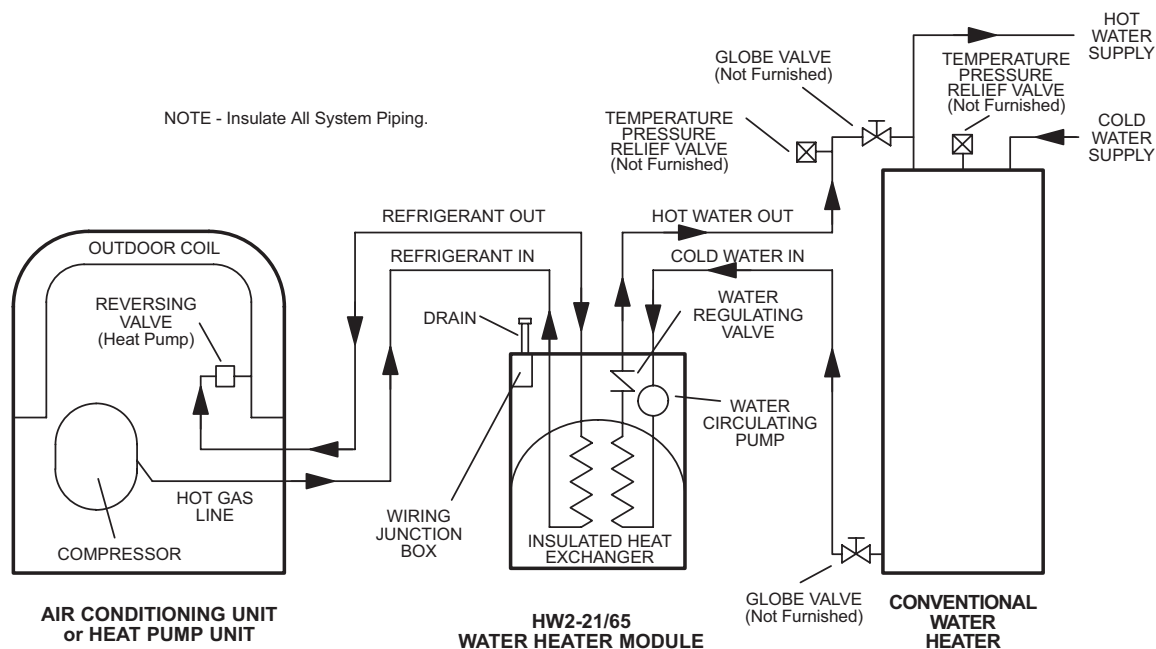 HOT
WATER
SUPPLY
GLOBE VALVE
(Not Furnished)
TEMPERATURE
PRESSURE
RELIEF VALVE
(Not Furnished)
NOTE - Insulate All System Piping.
TEMPERATURE
PRESSURE
RELIEF VALVE
(Not Furnished)
COLD
WATER
SUPPLY
REFRIGERANT OUT
HOT WATER OUT
OUTDOOR COIL
REFRIGERANT IN
COLD WATER IN
REVERSING
VALVE
(Heat Pump)
DRAIN
WATER
REGULATING
VALVE
WATER
CIRCULATING
PUMP
HOT GAS
LINE
COMPRESSOR
WIRING
JUNCTION
BOX
INSULATED HEAT
EXCHANGER
GLOBE VALVE
(Not Furnished)
AIR CONDITIONING UNIT
or HEAT PUMP UNIT
HW2-21/65
WATER HEATER MODULE
CONVENTIONAL
WATER
HEATER